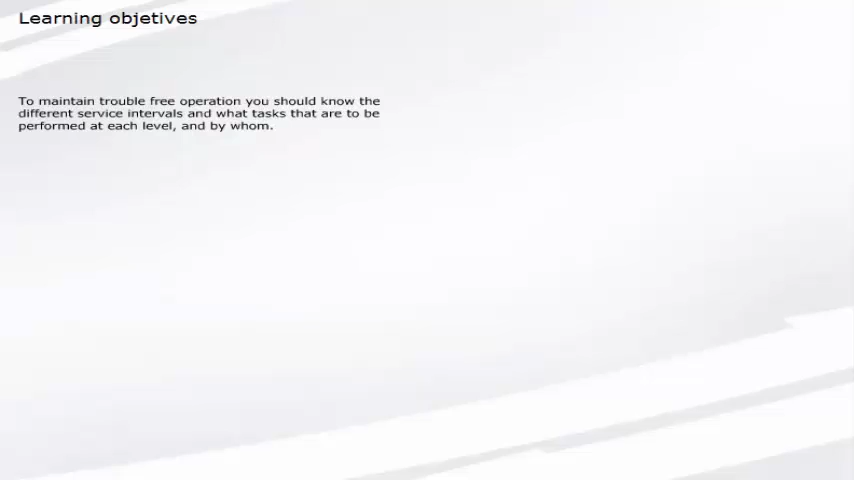 Learning objetives
To maintain trouble free operation you should know the
different service intervals and what tasks that are to be
performed at each level, and by whom.